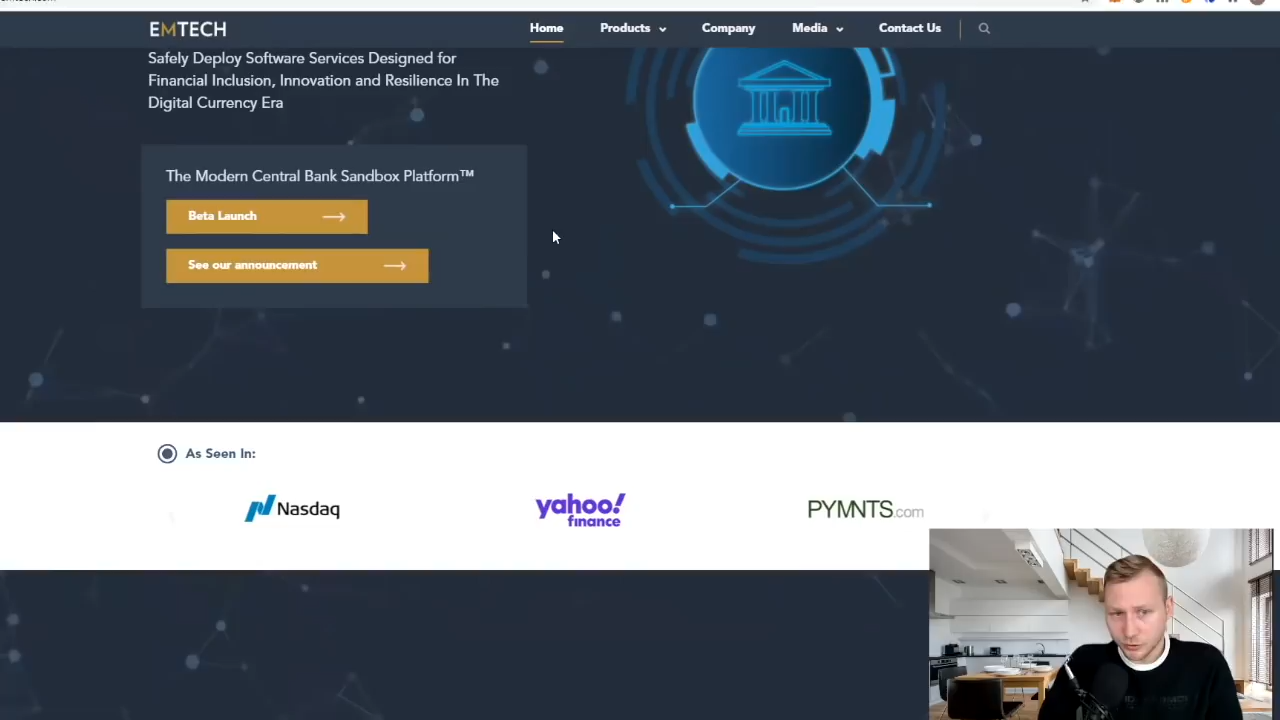 EMTECH
Home
Products
Company
Media
Contact Us
Safely Deploy Software Services Designed for
Financial Inclusion, Innovation and Resilience In The
Digital Currency Era
The Modern Central Bank Sandbox Platform™
Beta Launch
See our announcement
As Seen In:
Nasdaq
yahoo!
finance
PYMNTS.com